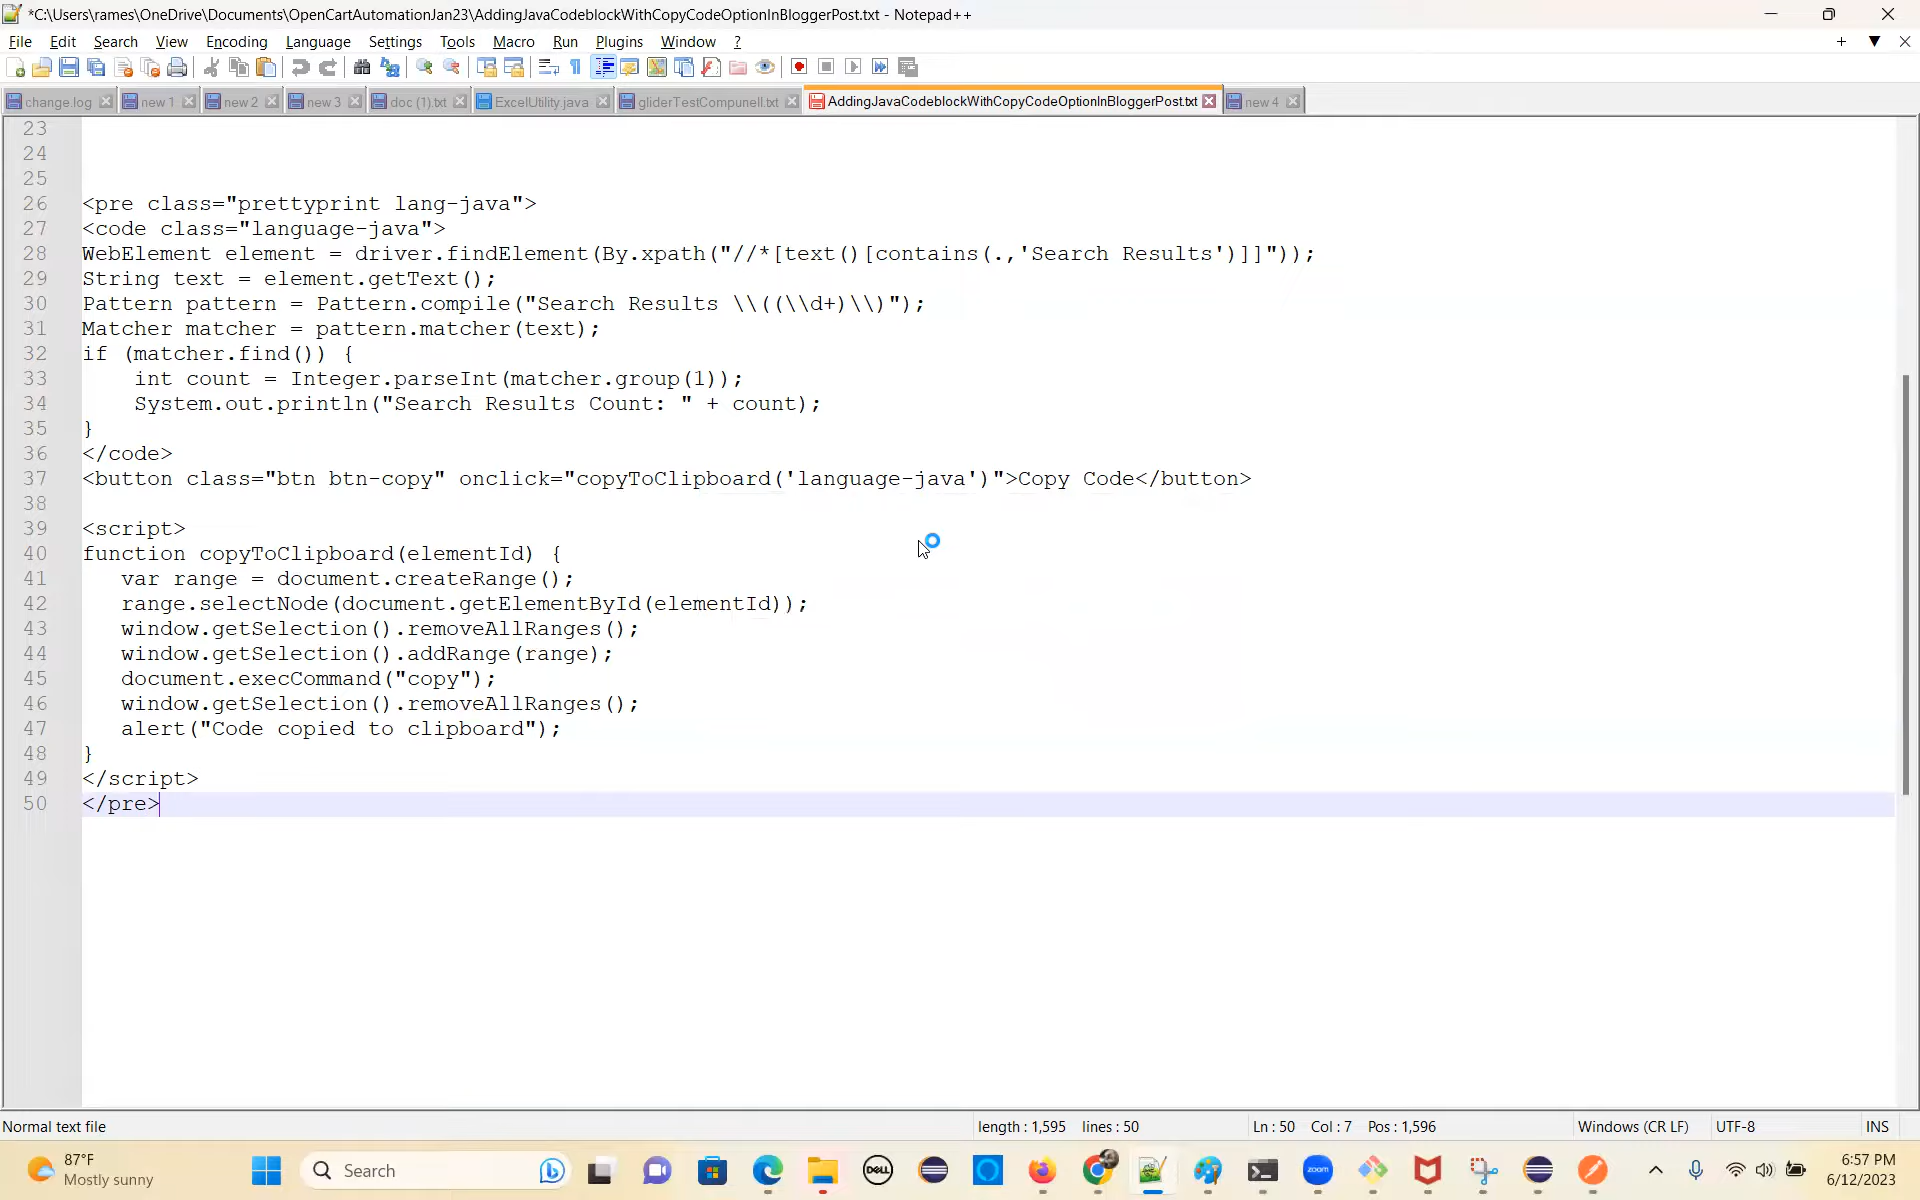 *C:\Users\rames\OneDrive\Documents\OpenCartAutomationJan23\AddingJavaCodeblockWithCopyCodeOptionInBloggerPost.txt - Notepad++
File Edit Search View Encoding Language Settings Tools Macro Run Plugins Window ?
change.log new 1 new 2 new 3 doc (1).txt ExcelUtility.java gliderTestCompunell.txt AddingJavaCodeblockWithCopyCodeOptionInBloggerPost.txt new 4
23
24
25
26 <pre class="prettyprint lang-java">
27 <code class="language-java">
28 WebElement element = driver.findElement(By.xpath("//*[text()[contains(.,'Search Results')]]"));
29 String text = element.getText();
30 Pattern pattern = Pattern.compile("Search Results \\((\\d+)\\)");
31 Matcher matcher = pattern.matcher(text);
32 if (matcher.find()) {
33     int count = Integer.parseInt(matcher.group(1));
34     System.out.println("Search Results Count: " + count);
35 }
36 </code>
37 <button class="btn btn-copy" onclick="copyToClipboard('language-java')">Copy Code</button>
38
39 <script>
40 function copyToClipboard(elementId) {
41    var range = document.createRange();
42    range.selectNode(document.getElementById(elementId));
43    window.getSelection().removeAllRanges();
44    window.getSelection().addRange(range);
45    document.execCommand("copy");
46    window.getSelection().removeAllRanges();
47    alert("Code copied to clipboard");
48 }
49 </script>
50 </pre>
Normal text file length : 1,595 lines : 50 Ln : 50 Col : 7 Pos : 1,596 Windows (CR LF) UTF-8 INS
87°F
Mostly sunny
Search
DELL
zoom
6:57 PM
6/12/2023